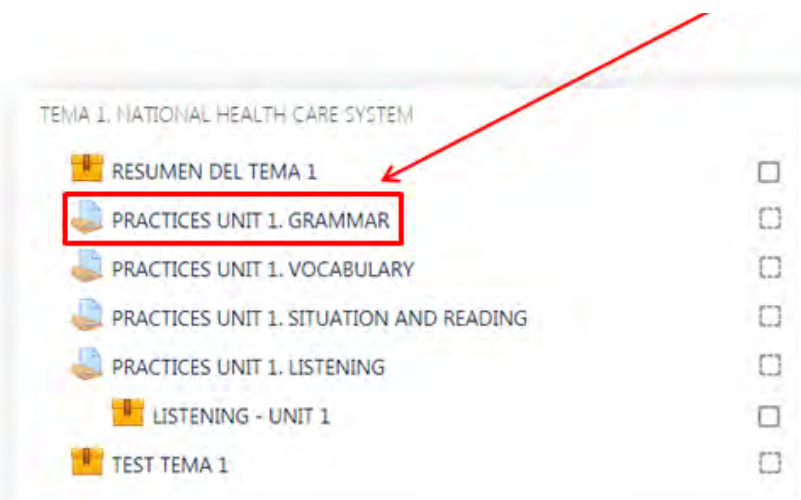 TEMA 1. NATIONAL HEALTH CARE SYSTEM
RESUMEN DEL TEMA 1
PRACTICES UNIT 1. GRAMMAR
PRACTICES UNIT 1. VOCABULARY
PRACTICES UNIT 1. SITUATION AND READING
PRACTICES UNIT 1. LISTENING
LISTENING - UNIT 1
TEST TEMA 1